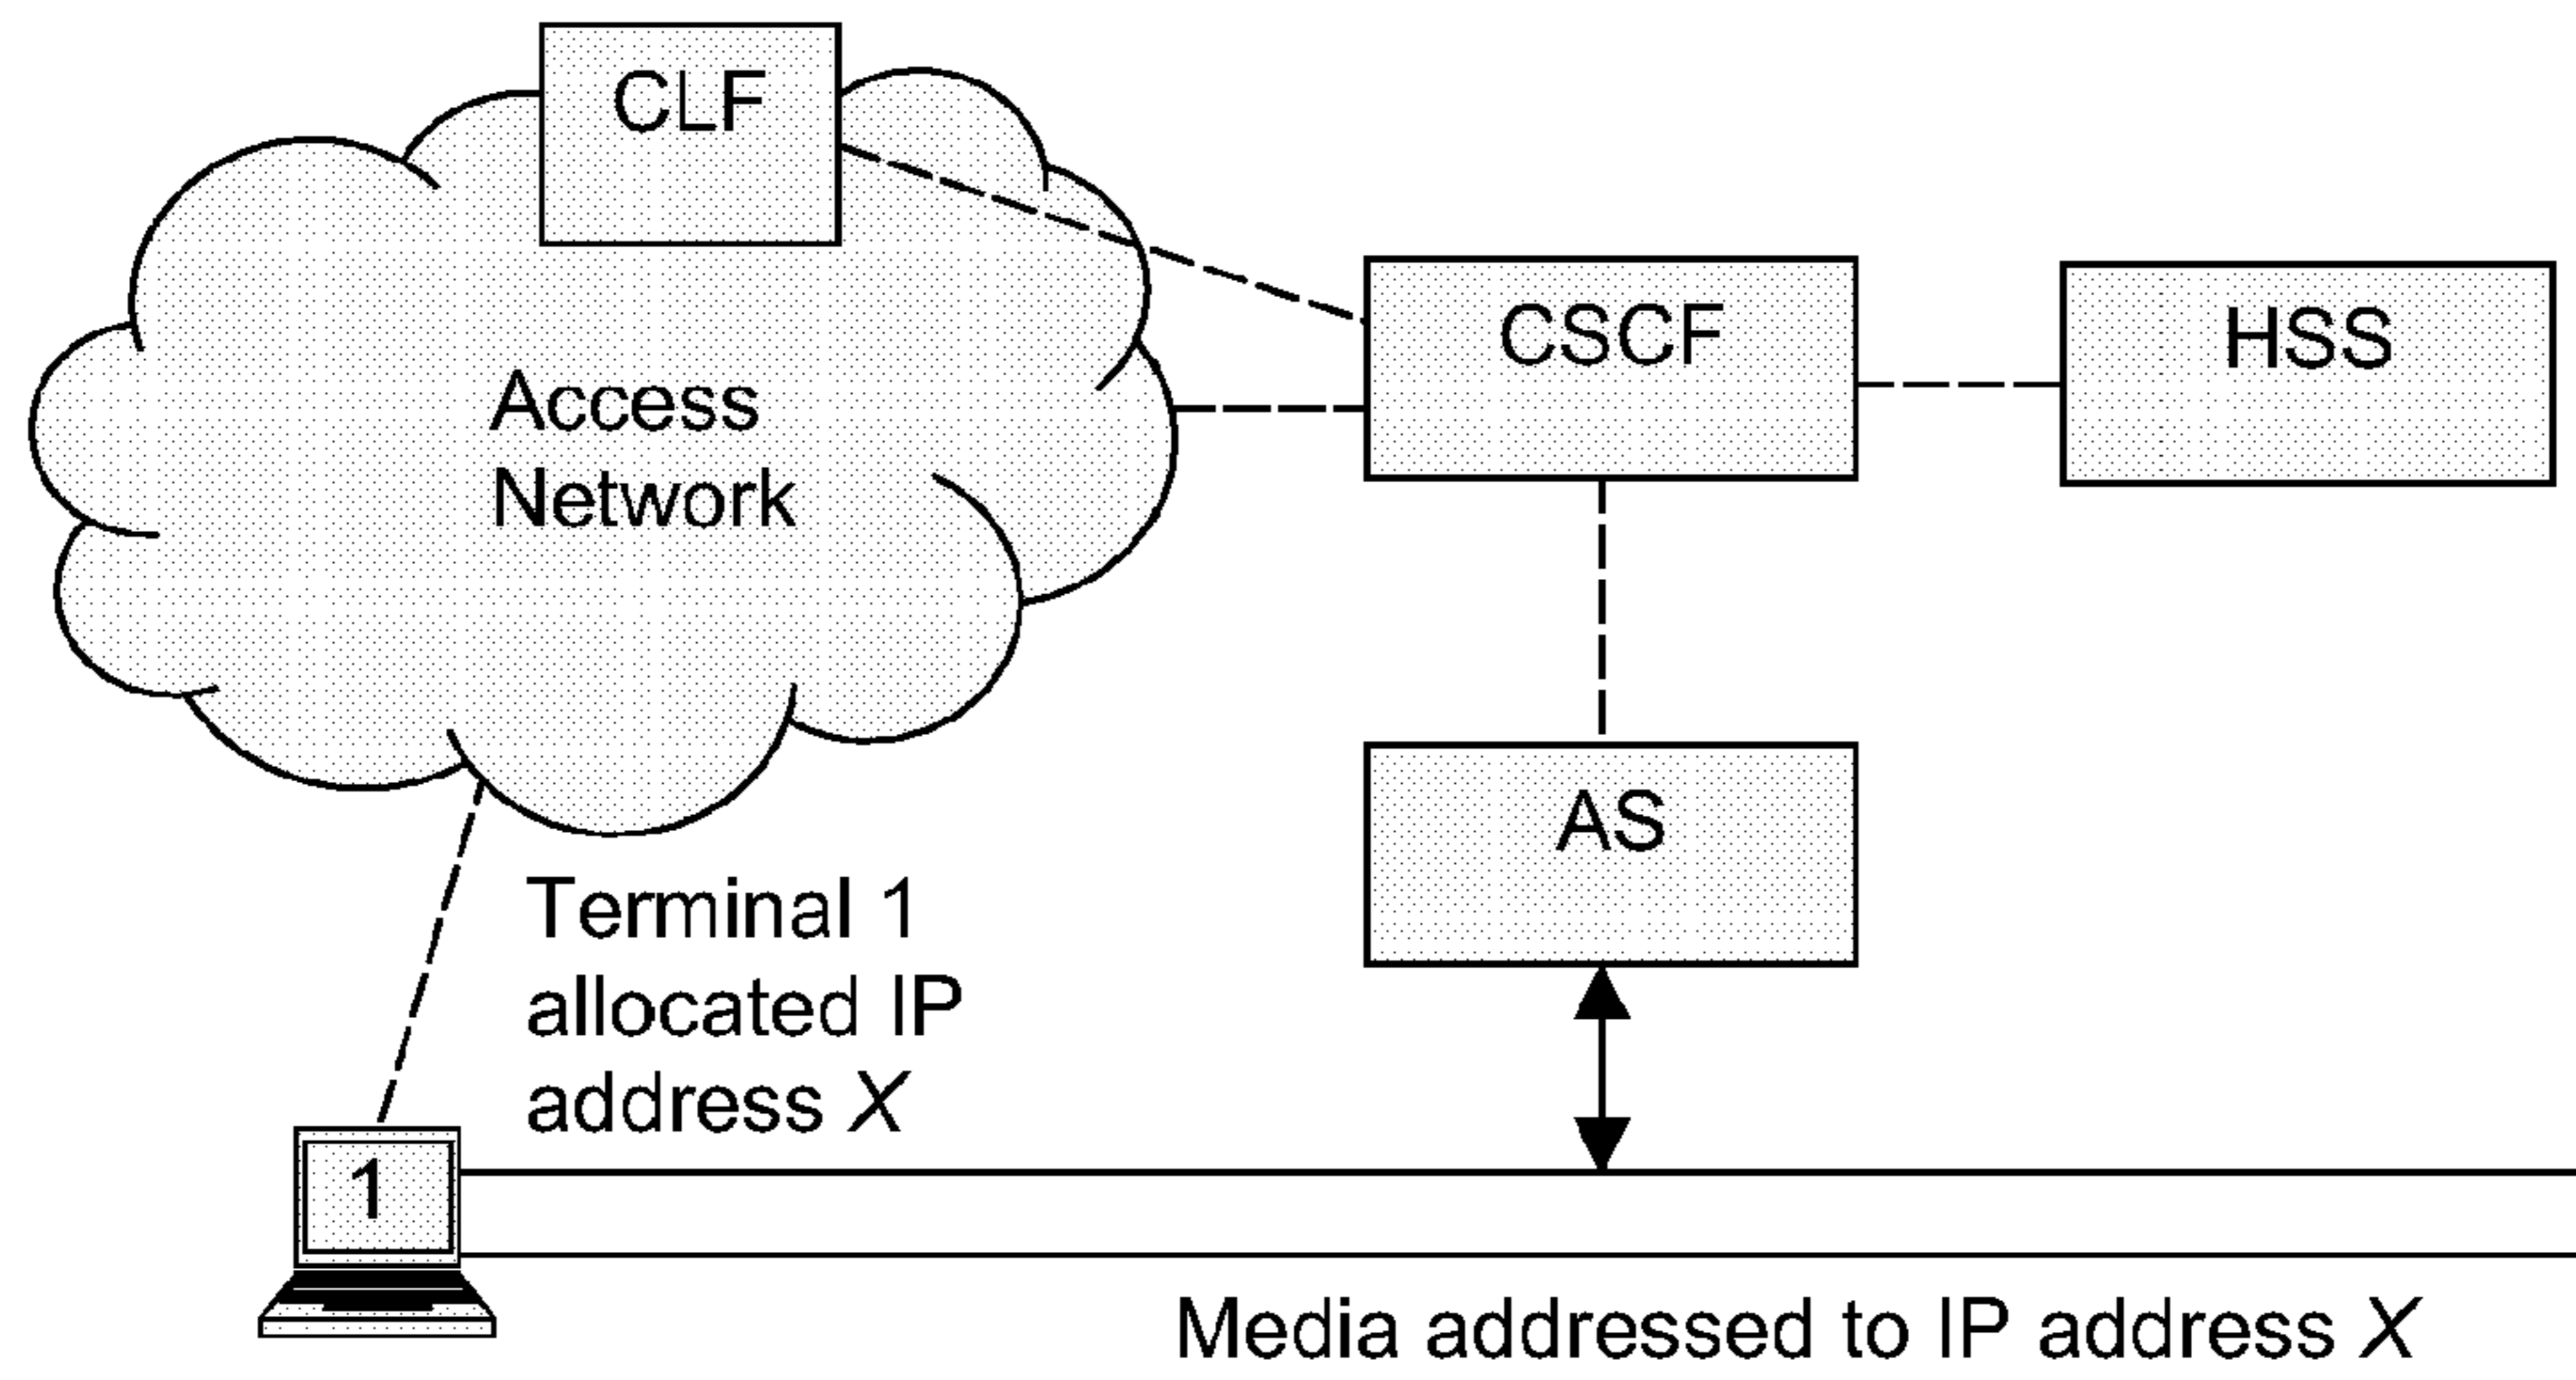 CLF
Access
Network
CSCF
HSS
AS
Terminal 1
allocated IP
address X
1
Media addressed to IP address X